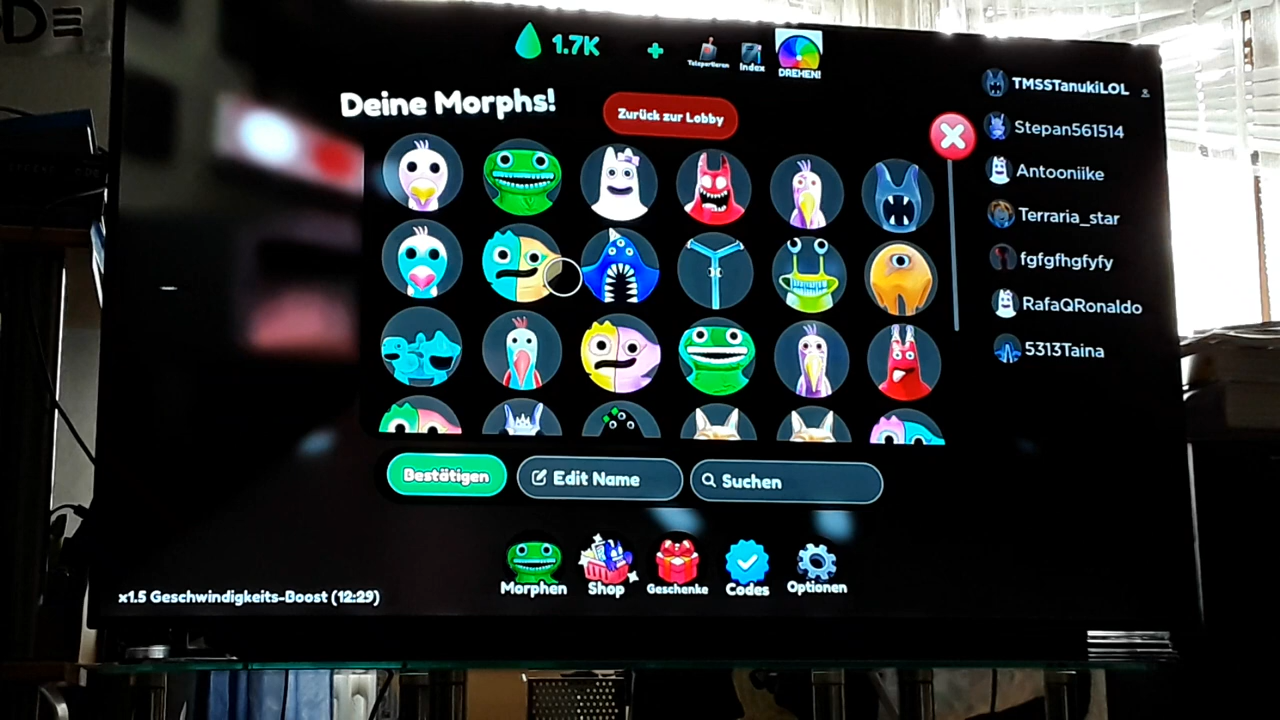 1.7K
Teleportieren
Index
DREHEN!
Deine Morphs!
Zurück zur Lobby
TMSSTanukiLOL
Stepan561514
Antooniike
Terraria_star
fgfgfhgfyfy
RafaQRonaldo
5313Taina
Bestätigen
Edit Name
Suchen
Morphen
Shop
Geschenke
Codes
Optionen
x1.5 Geschwindigkeits-Boost (12:29)